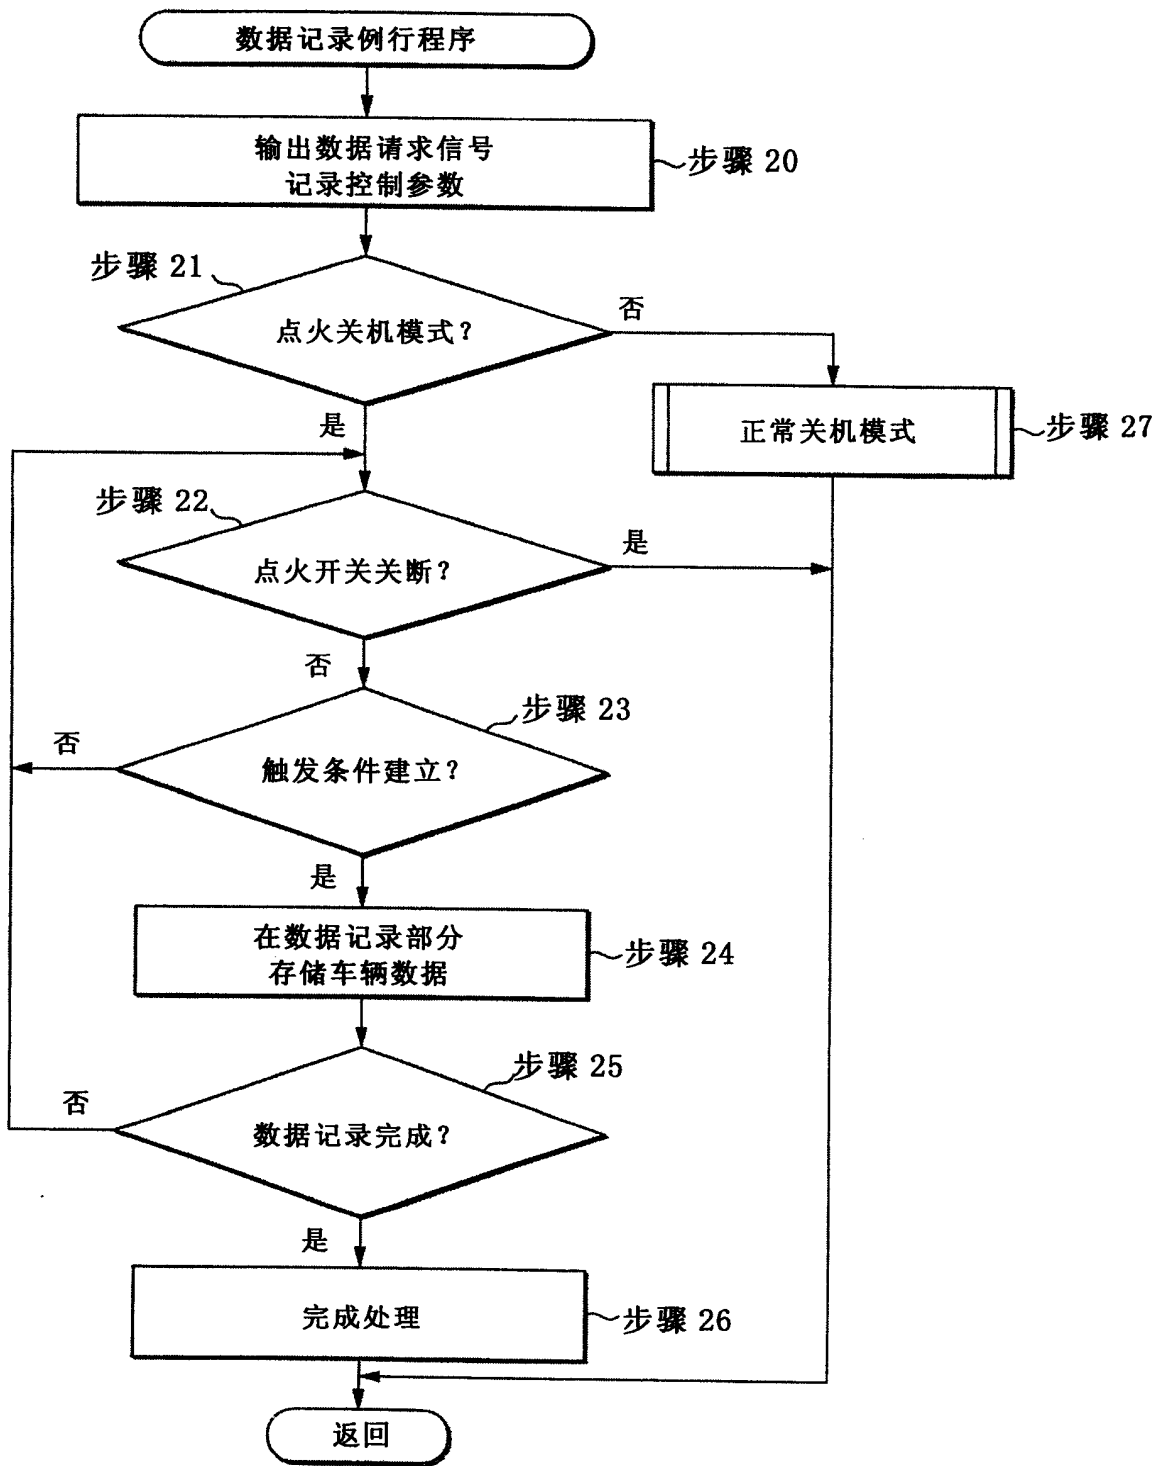 数据记录例行程序
输出数据请求信号
记录控制参数
步骤 20
步骤 21
点火关机模式？
否
是
正常关机模式
步骤 27
步骤 22
点火开关关断？
是
否
步骤 23
触发条件建立？
否
是
在数据记录部分
存储车辆数据
步骤 24
步骤 25
数据记录完成？
否
是
完成处理
步骤 26
返回